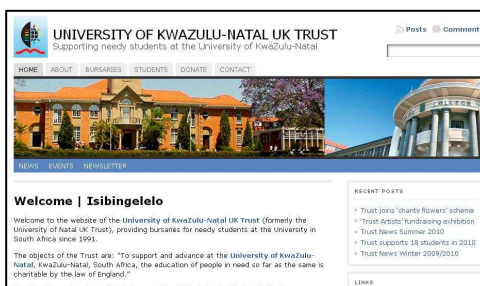 UNIVERSITY OF KWAZULU-NATAL UK TRUST
Supporting needy students at the University of KwaZulu-Natal
Posts Comment
HOME ABOUT BURSARIES STUDENTS DONATE CONTACT
COLLEGE
NEWS EVENTS NEWSLETTER
Welcome | Isibingelelo
Welcome to the website of the University of KwaZulu-Natal UK Trust (formerly the
University of Natal UK Trust), providing bursaries for needy students at the University in
South Africa since 1991.
The objects of the Trust are: "To support and advance at the University of KwaZulu-
Natal, KwaZulu-Natal, South Africa, the education of people in need so far as the same is
charitable by the law of England."
RECENT POSTS
Trust joins 'charity flowers' scheme
'Trust Artists' fundraising exhibition
Trust News Summer 2010
Trust supports 18 students in 2010
Trust News Winter 2009/2010
LINKS